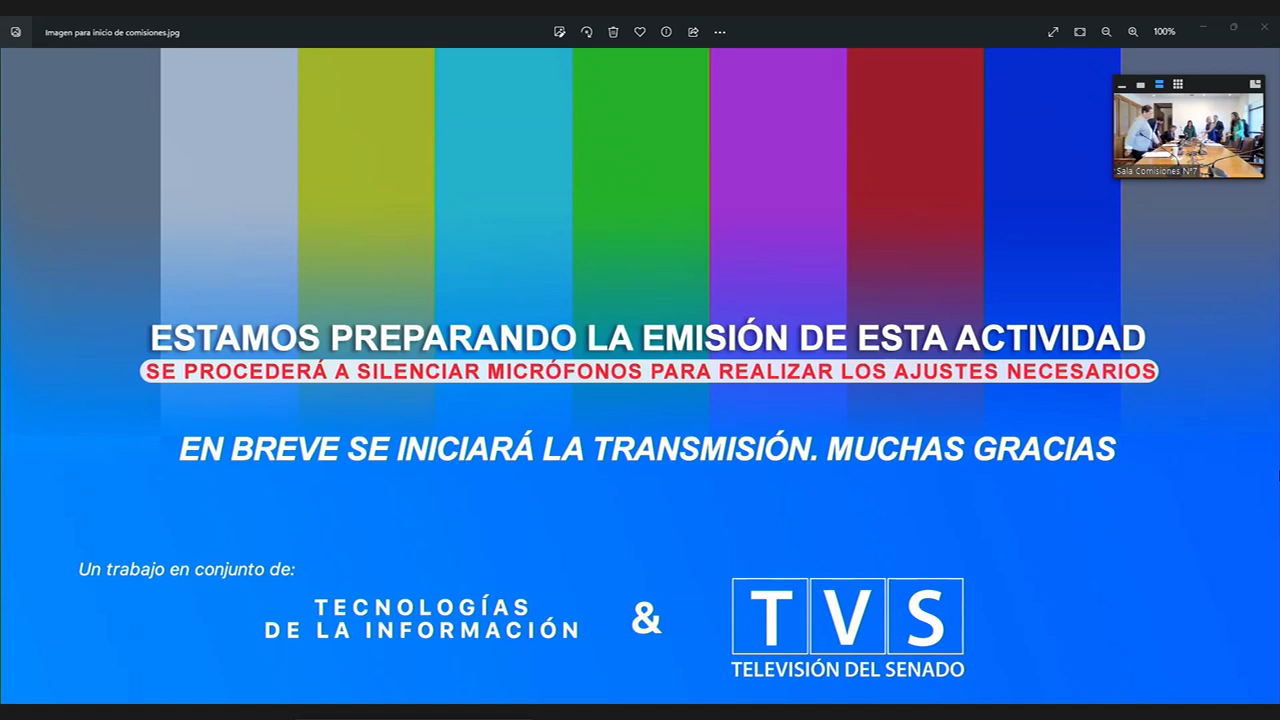 Imagen para inicio de comisiones.jpg
100%
Sala Comisiones N°7
ESTAMOS PREPARANDO LA EMISIÓN DE ESTA ACTIVIDAD
SE PROCEDERÁ A SILENCIAR MICRÓFONOS PARA REALIZAR LOS AJUSTES NECESARIOS
EN BREVE SE INICIARÁ LA TRANSMISIÓN. MUCHAS GRACIAS
Un trabajo en conjunto de:
TECNOLOGÍAS
DE LA INFORMACIÓN
&
TVS
TELEVISIÓN DEL SENADO